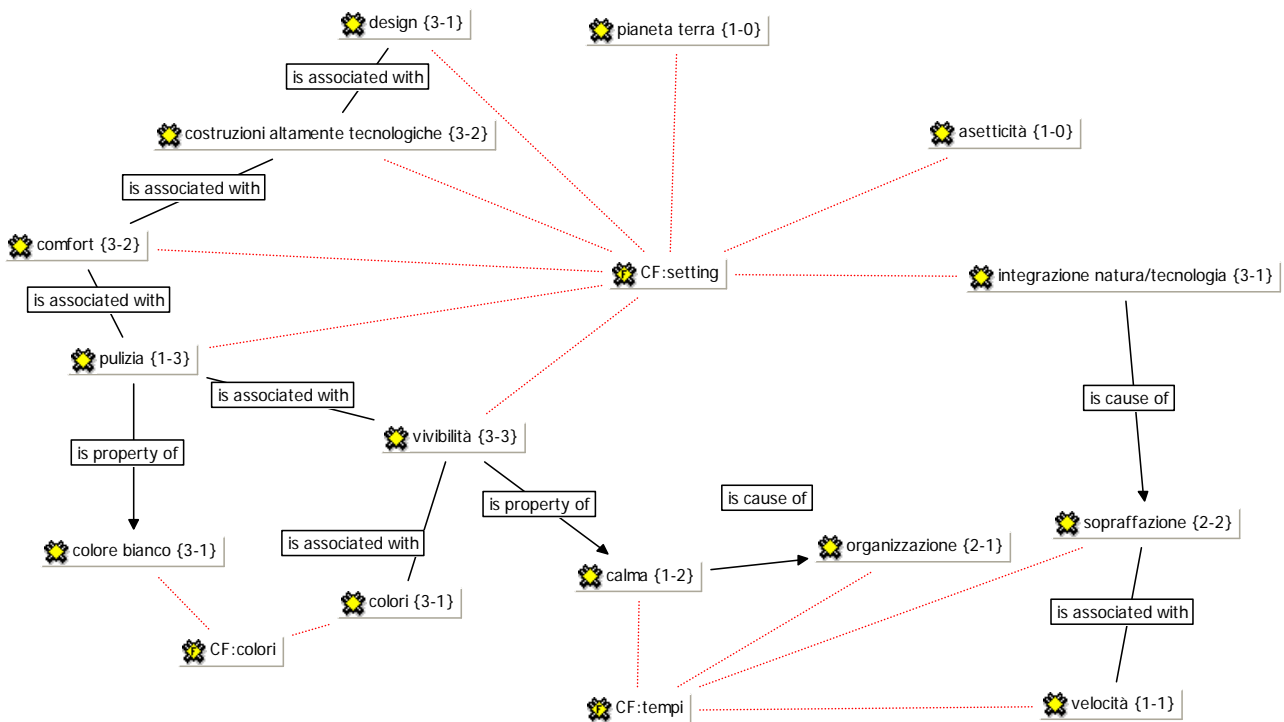 design {3-1}
pianeta terra {1-0}
is associated with
costruzioni altamente tecnologiche {3-2}
asetticità {1-0}
is associated with
comfort {3-2}
CF:setting
integrazione natura/tecnologia {3-1}
is associated with
pulizia {1-3}
is associated with
is cause of
vivibilità {3-3}
is property of
is property of
is cause of
sopraffazione {2-2}
is associated with
colore bianco {3-1}
organizzazione {2-1}
calma {1-2}
colori {3-1}
is associated with
CF:colori
CF:tempi
velocità {1-1}